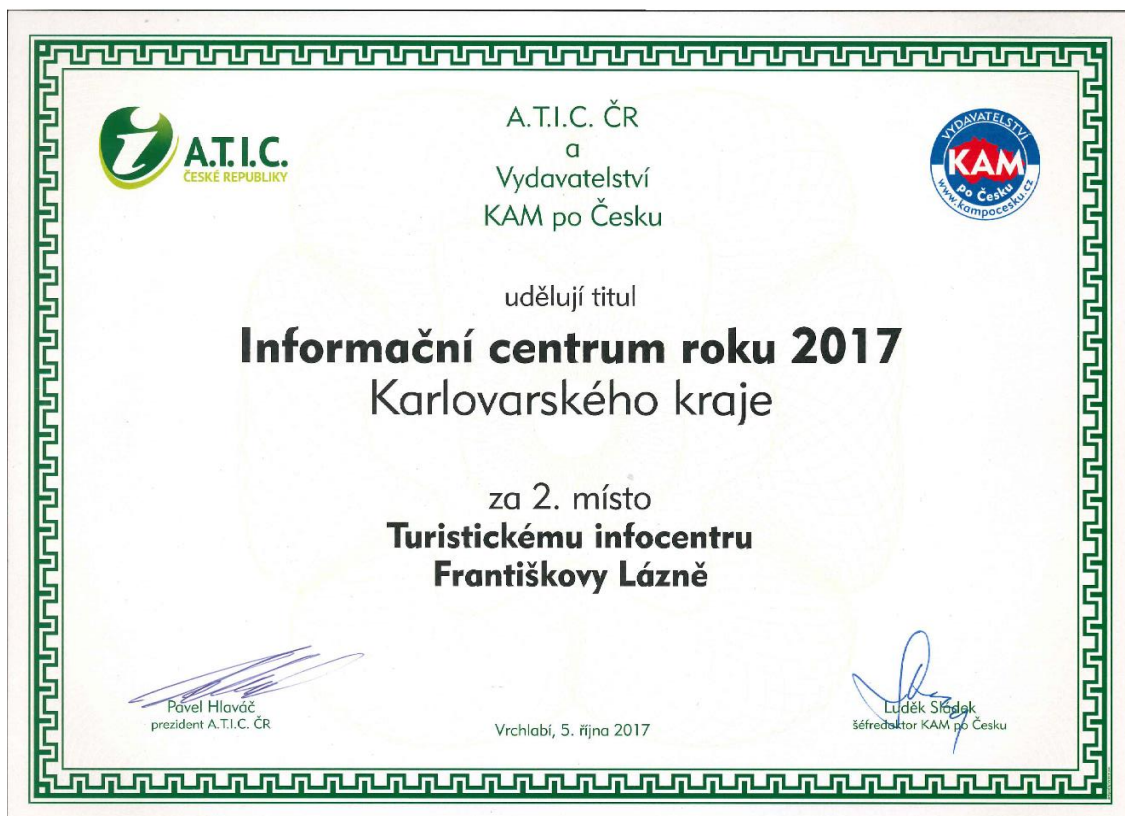 A.T.I.C.
ČESKÉ REPUBLIKY
A.T.I.C. ČR
a
Vydavatelství
KAM po Česku
VYDAVATELSTVÍ
KAM
po Česku
www.kampocesku.cz
udělují titul
Informační centrum roku 2017
Karlovarského kraje
za 2. místo
Turistickému infocentru
Františkovy Lázně
Pavel Hlaváč
prezident A.T.I.C. ČR
Vrchlabí, 5. října 2017
Luděk Sládek
šéfredaktor KAM po Česku